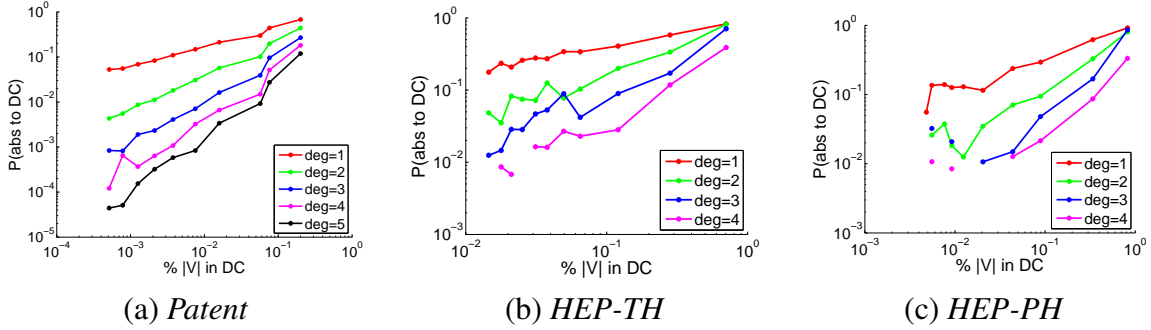 P(abs to DC)
10^0
10^-1
10^-2
10^-3
10^-4
10^-5
10^-4 10^-3 10^-2 10^-1 10^0
% |V| in DC
deg=1
deg=2
deg=3
deg=4
deg=5
(a) Patent
P(abs to DC)
10^0
10^-1
10^-2
10^-3
10^-2 10^-1 10^0
% |V| in DC
deg=1
deg=2
deg=3
deg=4
(b) HEP-TH
P(abs to DC)
10^0
10^-1
10^-2
10^-3
10^-3 10^-2 10^-1 10^0
% |V| in DC
deg=1
deg=2
deg=3
deg=4
(c) HEP-PH